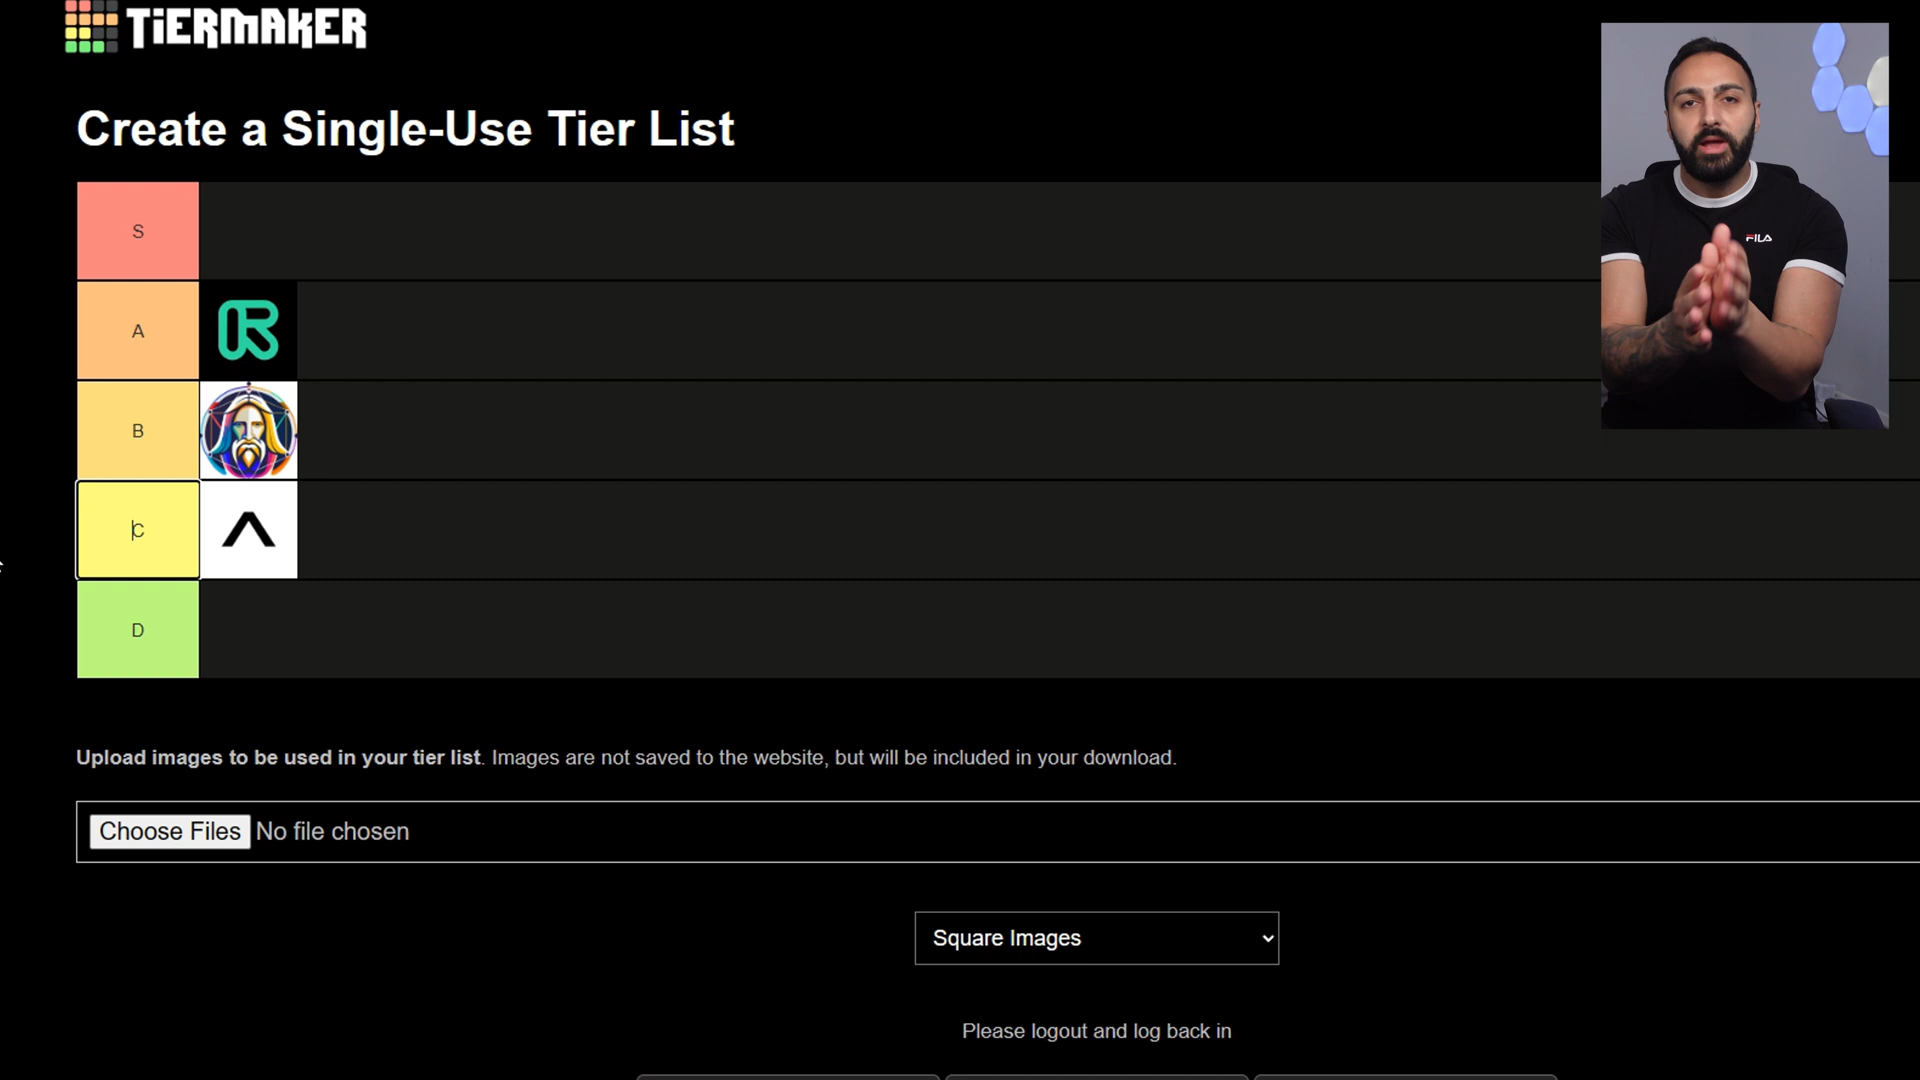 TiERMAKER
Create a Single-Use Tier List
S
A
B
C
D
FILA
Upload images to be used in your tier list. Images are not saved to the website, but will be included in your download.
Choose Files No file chosen
Square Images
Please logout and log back in